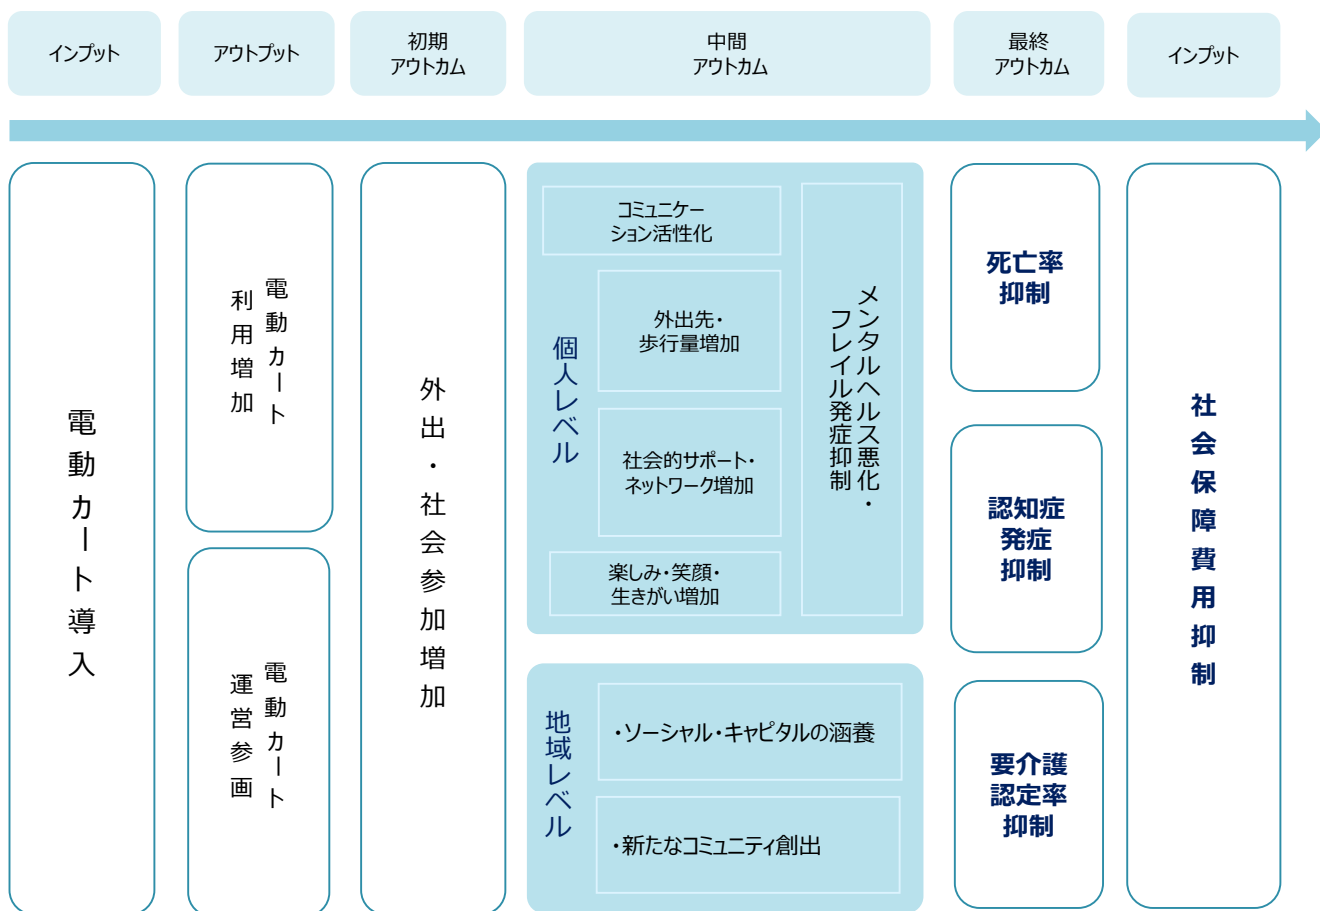 インプット
アウトプット
初期
アウトカム
中間
アウトカム
最終
アウトカム
インプット
電動カート導入
電動カート
利用増加
電動カート
運営参画
外出・社会参加増加
個人レベル
コミュニケー
ション活性化
外出先・
歩行量増加
社会的サポート・
ネットワーク増加
楽しみ・笑顔・
生きがい増加
メンタルヘルス悪化・
フレイル発症抑制
地域レベル
・ソーシャル・キャピタルの涵養
・新たなコミュニティ創出
死亡率
抑制
認知症
発症
抑制
要介護
認定率
抑制
社会保障費用抑制